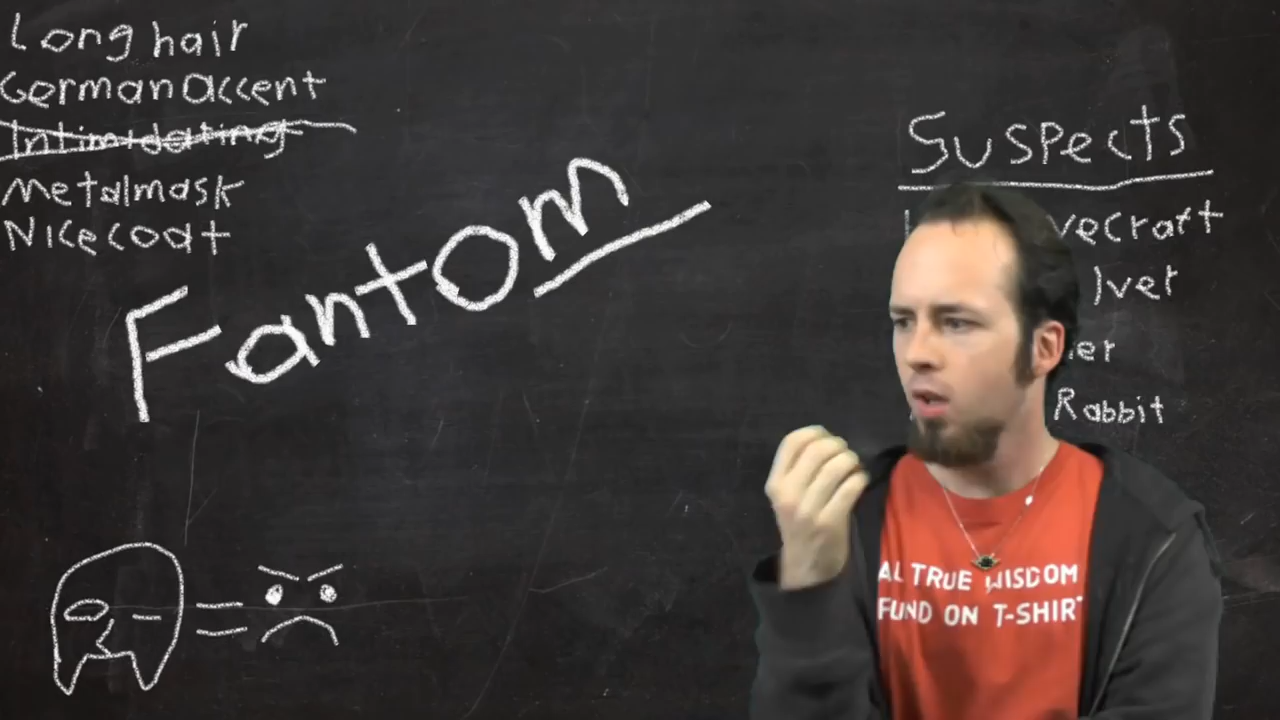 Long hair
German Accent
Intimidating
metal mask
Nice coat
Fantom
Suspects
vecraft
lver
er
Rabbit
AL TRUE WISDOM
FUND ON T-SHIRT